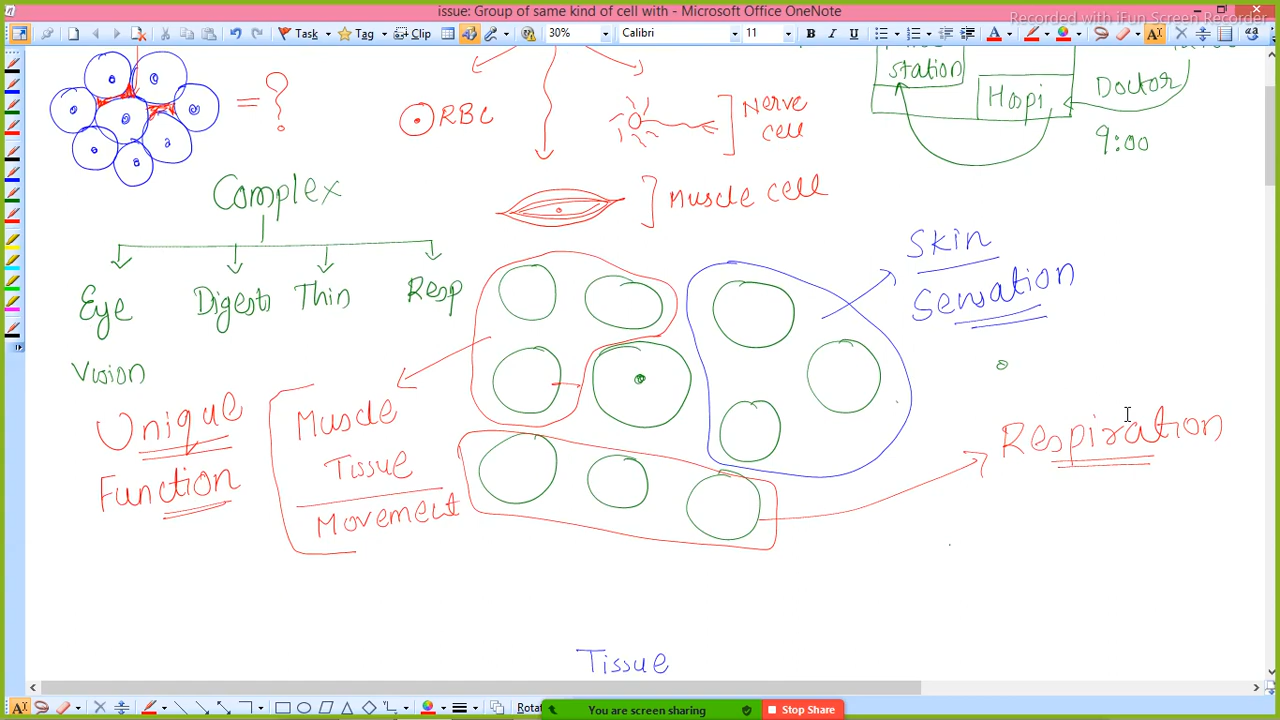 issue: Group of same kind of cell with - Microsoft Office OneNote
Recorded with iFun Screen Recorder
Task
Tag
Clip
30%
Calibri
11
B I U
station
Hospi
Doctor
9:00
= ?
RBC
Nerve
cell
Muscle cell
Complex
Eye
Digests
Thin
Resp
Vision
Unique
Function
Muscle
Tissue
Movement
Skin
Sensation
Respiration
Tissue
You are screen sharing
Stop Share